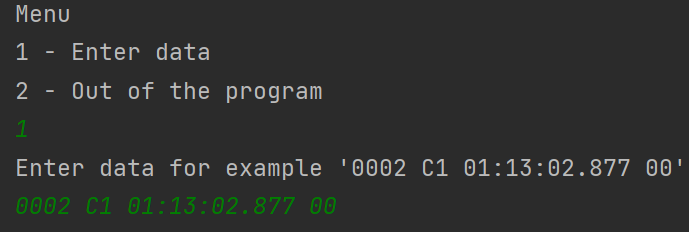 Menu
1 - Enter data
2 - Out of the program
1
Enter data for example '0002 C1 01:13:02.877 00'
0002 C1 01:13:02.877 00